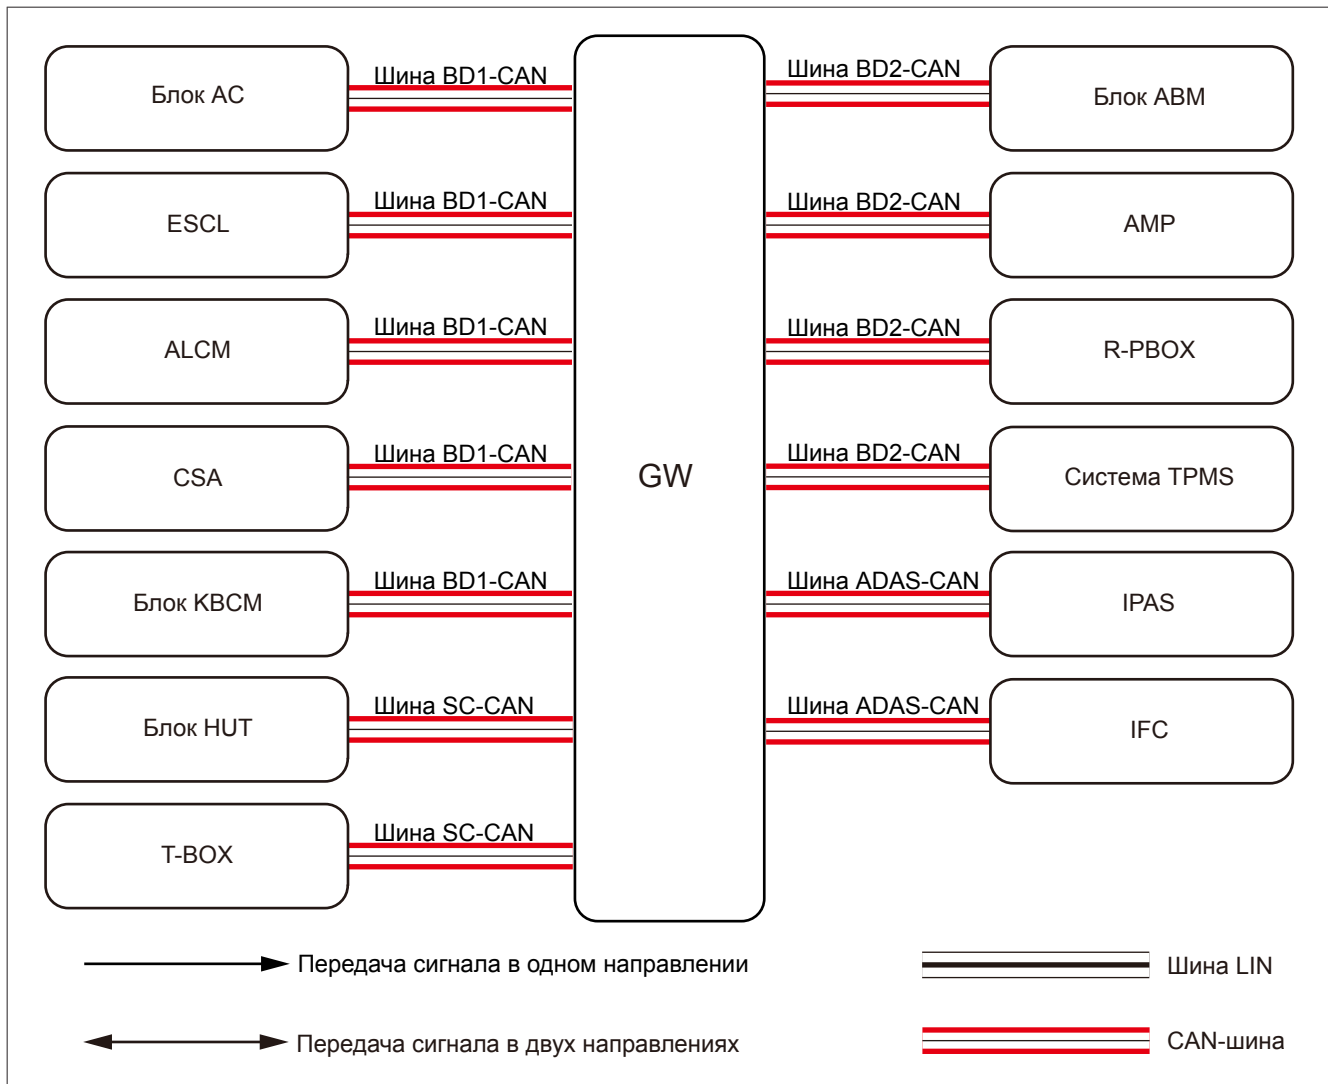 Блок AC
Шина BD1-CAN
Шина BD2-CAN
Блок ABM
ESCL
Шина BD1-CAN
Шина BD2-CAN
AMP
ALCM
Шина BD1-CAN
Шина BD2-CAN
R-PBOX
CSA
Шина BD1-CAN
GW
Шина BD2-CAN
Система TPMS
Блок KBCM
Шина BD1-CAN
Шина ADAS-CAN
IPAS
Блок HUT
Шина SC-CAN
Шина ADAS-CAN
IFC
T-BOX
Шина SC-CAN
Передача сигнала в одном направлении
Шина LIN
Передача сигнала в двух направлениях
CAN-шина